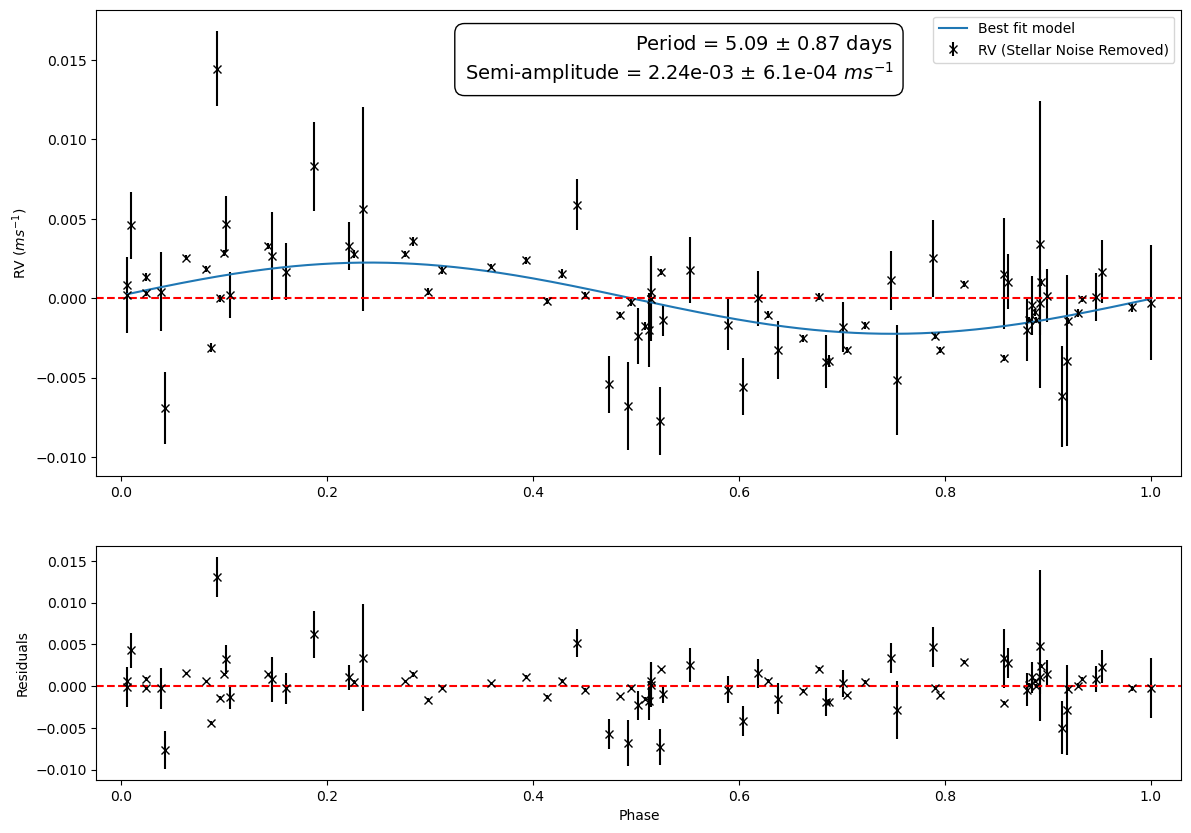 Period = 5.09 ± 0.87 days
Semi-amplitude = 2.24e-03 ± 6.1e-04 ms⁻¹
Best fit model
RV (Stellar Noise Removed)
RV (ms⁻¹)
0.015
0.010
0.005
0.000
−0.005
−0.010
0.0 0.2 0.4 0.6 0.8 1.0
Residuals
0.015
0.010
0.005
0.000
−0.005
−0.010
0.0 0.2 0.4 0.6 0.8 1.0
Phase